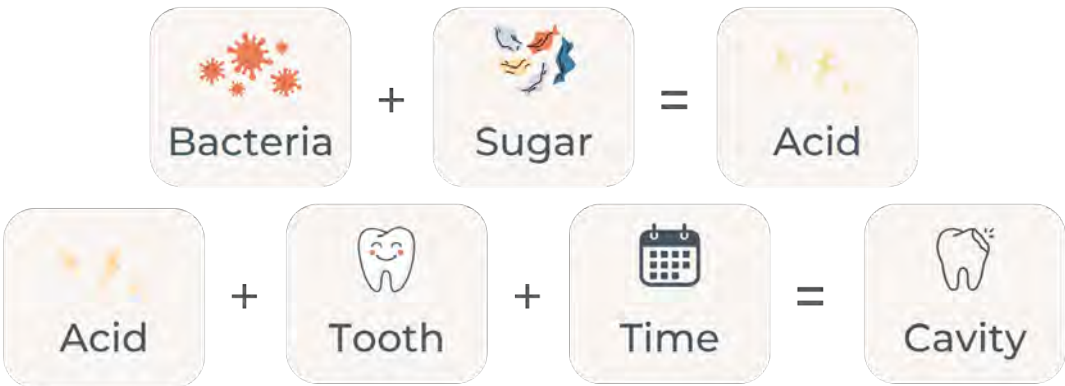 Bacteria + Sugar = Acid
Acid + Tooth + Time = Cavity